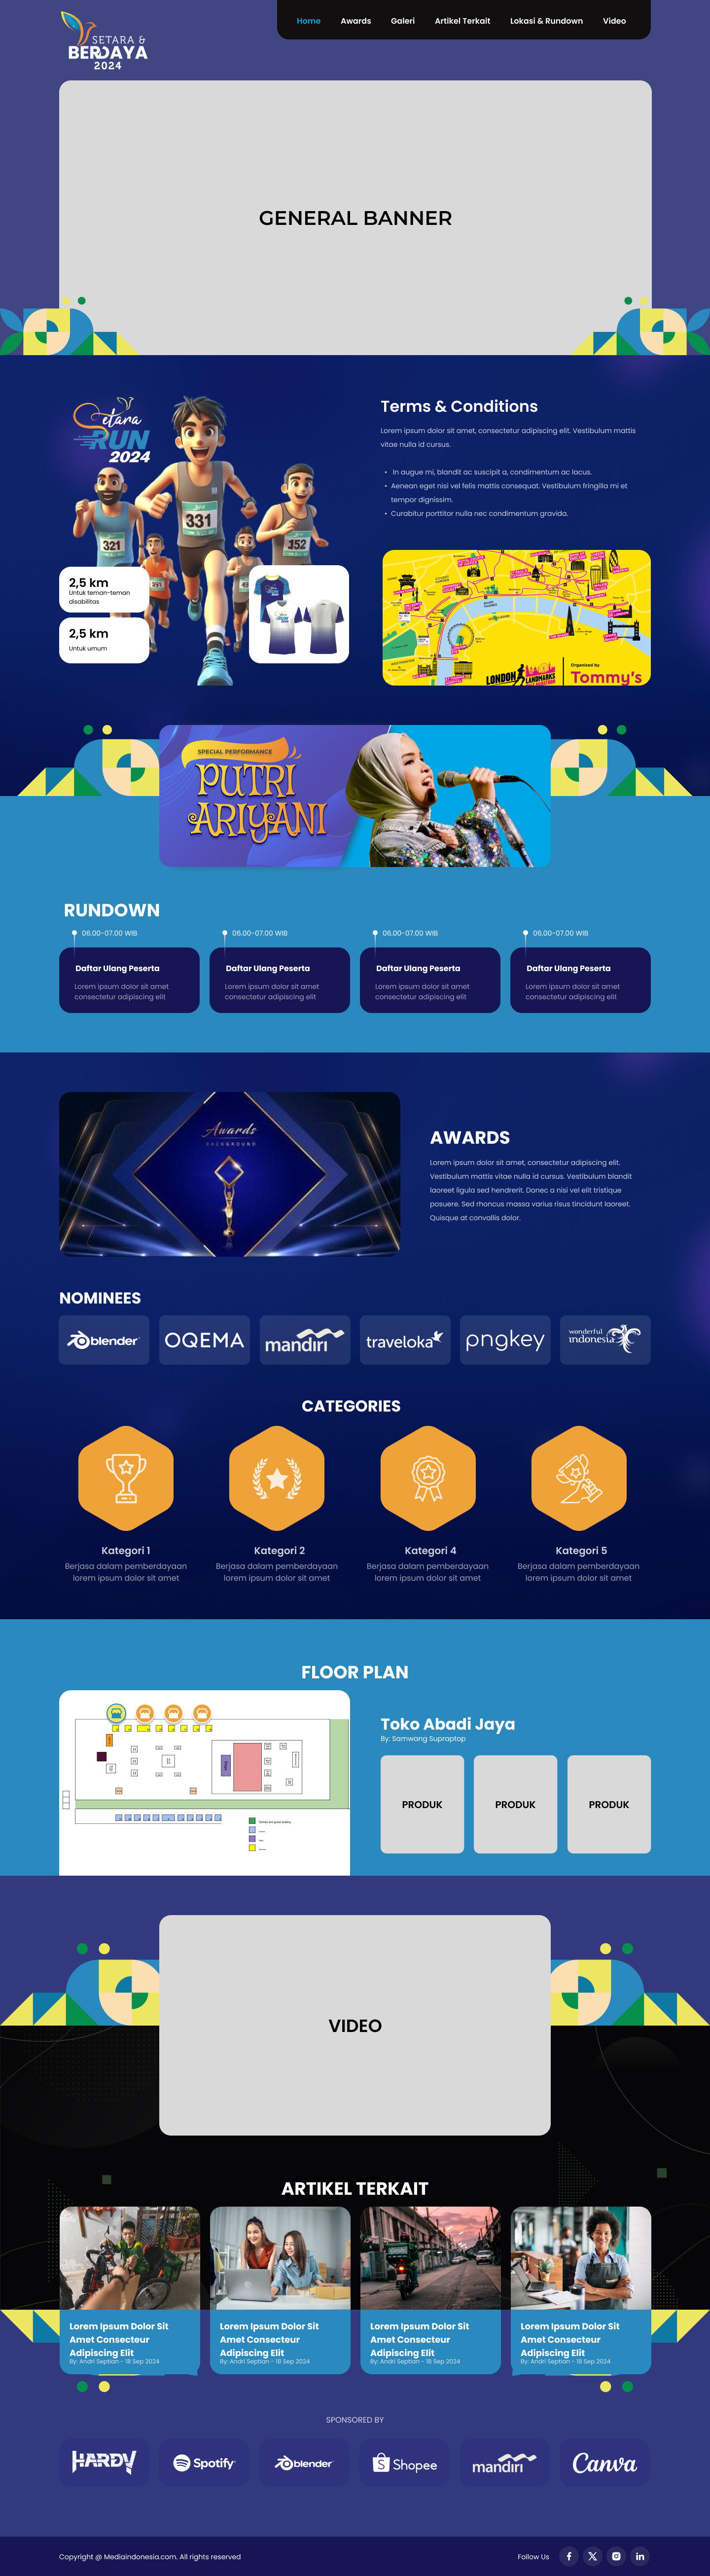 SETARA &
BERDAYA
2024
Home Awards Galeri Artikel Terkait Lokasi & Rundown Video
GENERAL BANNER
Setara
RUN
2024
331
321
152
2,5 km
Untuk teman-teman
disabilitas
2,5 km
Untuk umum
Terms & Conditions
Lorem ipsum dolor sit amet, consectetur adipiscing elit. Vestibulum mattis
vitae nulla id cursus.
• In augue mi, blandit ac suscipit a, condimentum ac lacus.
• Aenean eget nisi vel felis mattis consequat. Vestibulum fringilla mi et
tempor dignissim.
• Curabitur porttitor nulla nec condimentum gravida.
LONDON
LANDMARKS
Organised by
Tommy's
SPECIAL PERFORMANCE
PUTRI
ARIYANI
RUNDOWN
06.00-07.00 WIB
Daftar Ulang Peserta
Lorem ipsum dolor sit amet
consectetur adipiscing elit
06.00-07.00 WIB
Daftar Ulang Peserta
Lorem ipsum dolor sit amet
consectetur adipiscing elit
06.00-07.00 WIB
Daftar Ulang Peserta
Lorem ipsum dolor sit amet
consectetur adipiscing elit
06.00-07.00 WIB
Daftar Ulang Peserta
Lorem ipsum dolor sit amet
consectetur adipiscing elit
Awards
BACKGROUND
AWARDS
Lorem ipsum dolor sit amet, consectetur adipiscing elit.
Vestibulum mattis vitae nulla id cursus. Vestibulum blandit
laoreet ligula sed hendrerit. Donec a nisi vel elit tristique
posuere. Sed rhoncus massa varius risus tincidunt laoreet.
Quisque at convallis dolor.
NOMINEES
blender
OQEMA
mandiri
traveloka
pngkey
wonderful
indonesia
CATEGORIES
Kategori 1
Berjasa dalam pemberdayaan
lorem ipsum dolor sit amet
Kategori 2
Berjasa dalam pemberdayaan
lorem ipsum dolor sit amet
Kategori 4
Berjasa dalam pemberdayaan
lorem ipsum dolor sit amet
Kategori 5
Berjasa dalam pemberdayaan
lorem ipsum dolor sit amet
FLOOR PLAN
Toko Abadi Jaya
By: Samwang Supraptop
PRODUK
PRODUK
PRODUK
VIDEO
ARTIKEL TERKAIT
Lorem Ipsum Dolor Sit
Amet Consecteur
Adipiscing Elit
By: Andri Septian - 18 Sep 2024
Lorem Ipsum Dolor Sit
Amet Consecteur
Adipiscing Elit
By: Andri Septian - 18 Sep 2024
Grab
Lorem Ipsum Dolor Sit
Amet Consecteur
Adipiscing Elit
By: Andri Septian - 18 Sep 2024
Lorem Ipsum Dolor Sit
Amet Consecteur
Adipiscing Elit
By: Andri Septian - 18 Sep 2024
SPONSORED BY
HARDY
Spotify
blender
Shopee
mandiri
Canva
Copyright @ Mediaindonesia.com. All rights reserved
Follow Us